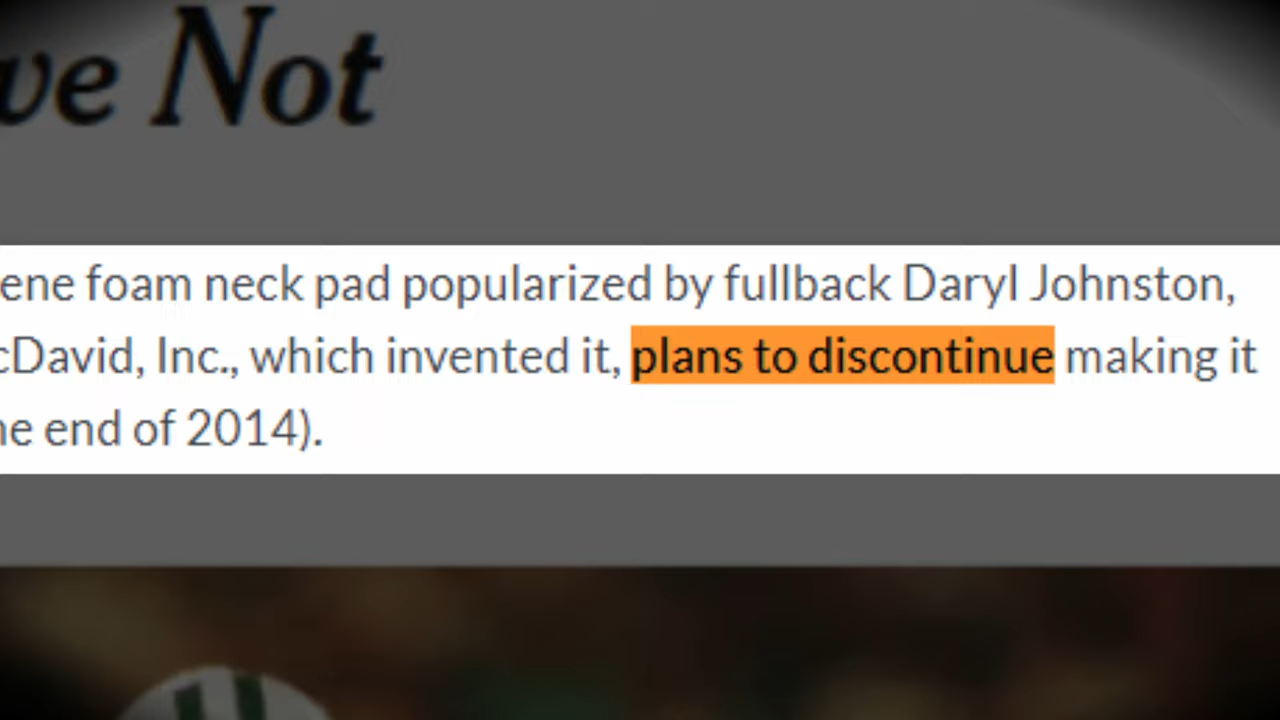 ve Not
ene foam neck pad popularized by fullback Daryl Johnston,
cDavid, Inc., which invented it, plans to discontinue making it
he end of 2014).